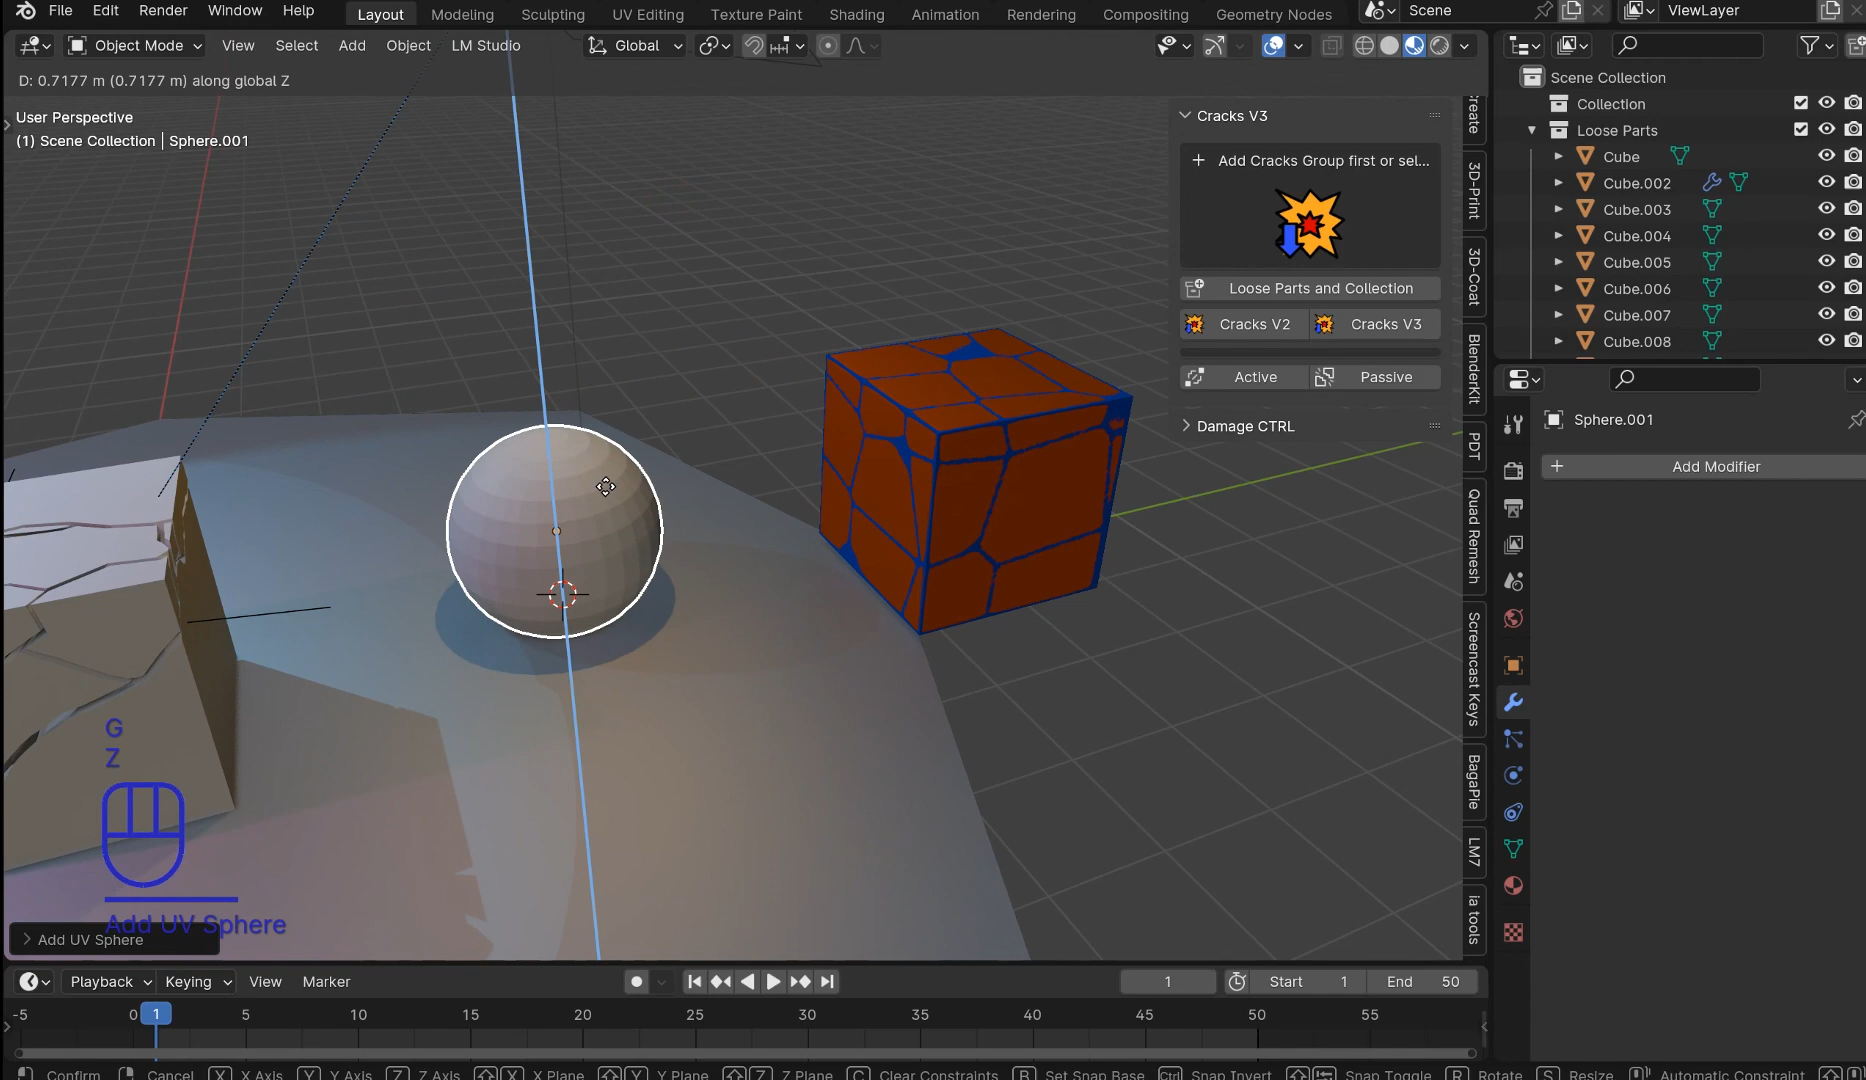 File Edit Render Window Help Layout Modeling Sculpting UV Editing Texture Paint Shading Animation Rendering Compositing Geometry Nodes Scene ViewLayer
Object Mode View Select Add Object LM Studio Global
D: 0.7177 m (0.7177 m) along global Z
User Perspective
(1) Scene Collection | Sphere.001
Cracks V3
Add Cracks Group first or sel...
Loose Parts and Collection
Cracks V2 Cracks V3
Active Passive
Damage CTRL
reate
3D-Print
3D-Coat
BlenderKit
PDT
Quad Remesh
Screencast Keys
BagaPie
LM7
ia tools
Scene Collection
Collection
Loose Parts
Cube
Cube.002
Cube.003
Cube.004
Cube.005
Cube.006
Cube.007
Cube.008
Sphere.001
Add Modifier
G
Z
Add UV Sphere
Add UV Sphere
Playback Keying View Marker 1 Start 1 End 50
-5 0 1 5 10 15 20 25 30 35 40 45 50 55
Confirm Cancel X X Axis Y Y Axis Z Z Axis X X Plane Y Y Plane Z Z Plane C Clear Constraints B Set Snap Base Ctrl Snap Invert Snap Toggle R Rotate S Resize Automatic Constraint